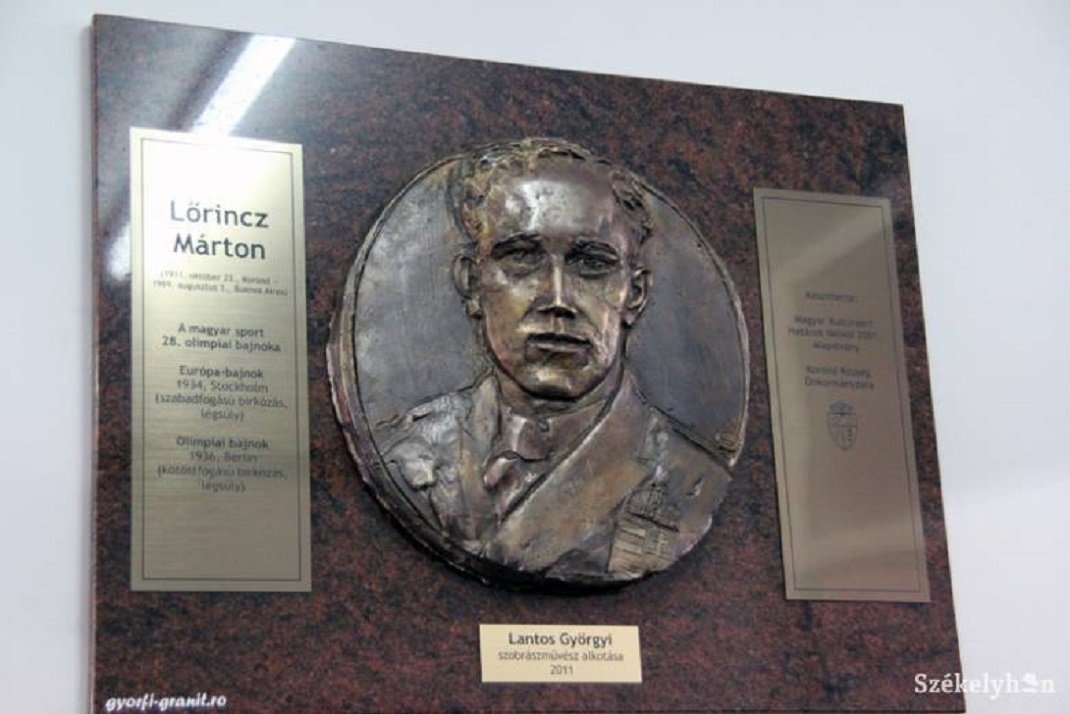 Lőrincz
Márton
(1911. október 23., Korond –
1969. augusztus 1., Buenos Aires)
A magyar sport
28. olimpiai bajnoka
Európa-bajnok
1934, Stockholm
(szabadfogású birkózás,
légsúly)
Olimpiai bajnok
1936, Berlin
(kötöttfogású birkózás,
légsúly)
Magyar Kultúráért
Határok Nélkül 2001
Alapítvány
Korond Község
Önkormányzata
Lantos Györgyi
szobrászművész alkotása
2011
gyorfi-granit.ro
Székelyhon